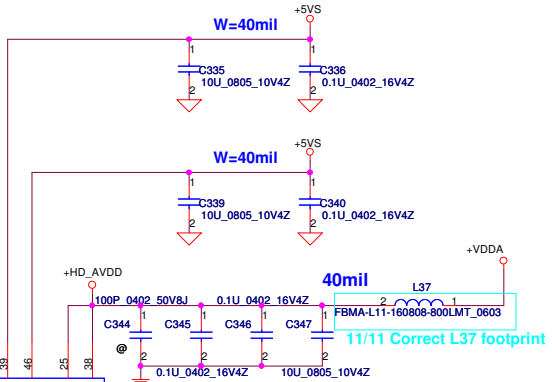 +5VS
W=40mil
1
1
C335
C336
10U_0805_10V4Z
0.1U_0402_16V4Z
2
2
+5VS
W=40mil
1
1
C339
C340
10U_0805_10V4Z
0.1U_0402_16V4Z
2
2
+VDDA
+HD_AVDD
40mil
L37
100P_0402_50V8J
0.1U_0402_16V4Z
2
1
FBMA-L11-160808-800LMT_0603
1
1
1
1
C344
C345
C346
C347
11/11 Correct L37 footprint
@
2
2
2
2
0.1U_0402_16V4Z
10U_0805_10V4Z
39
46
25
38